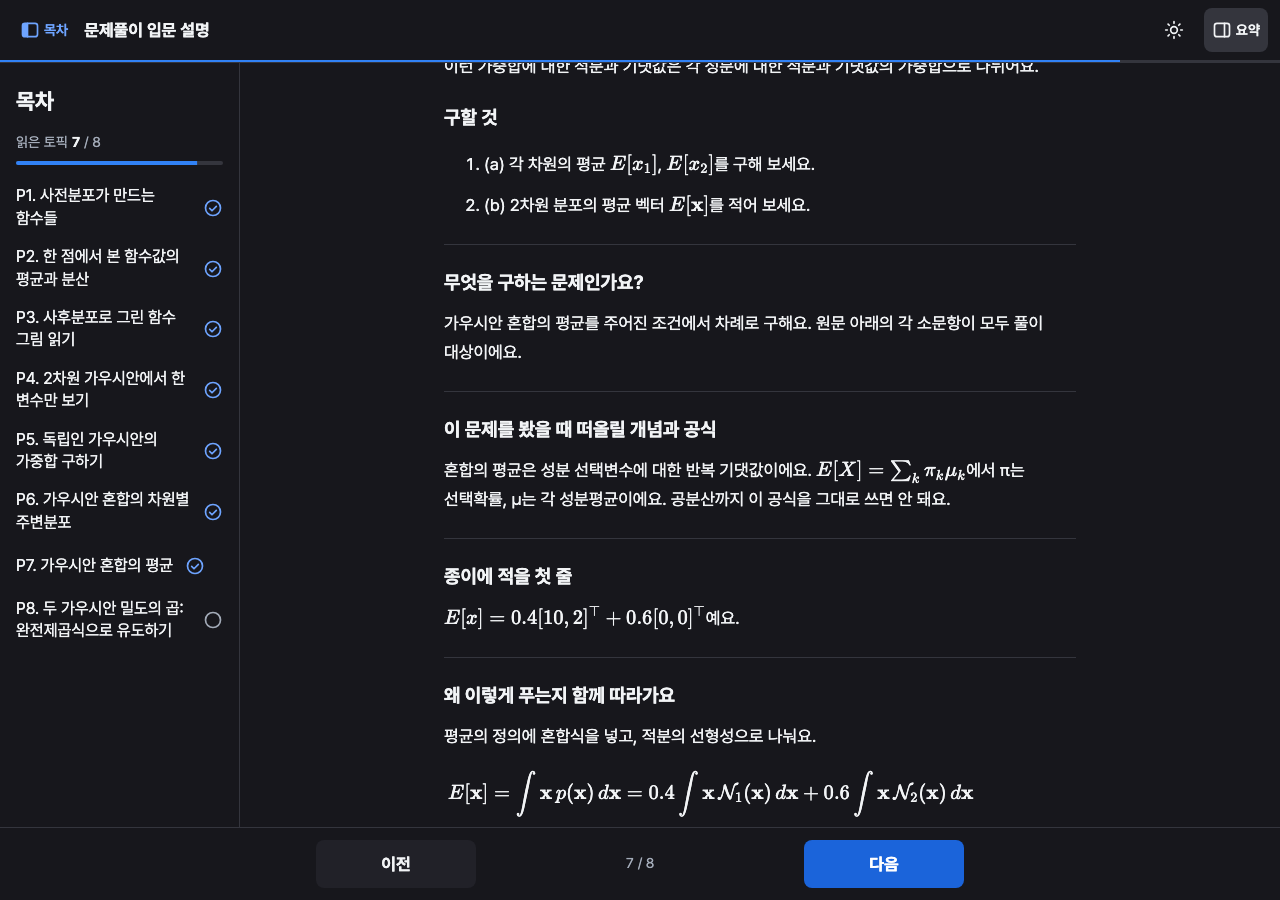 목차 문제풀이 입문 설명 요약
목차
읽은 토픽 7 / 8
P1. 사전분포가 만드는
함수들
P2. 한 점에서 본 함수값의
평균과 분산
P3. 사후분포로 그린 함수
그림 읽기
P4. 2차원 가우시안에서 한
변수만 보기
P5. 독립인 가우시안의
가중합 구하기
P6. 가우시안 혼합의 차원별
주변분포
P7. 가우시안 혼합의 평균
P8. 두 가우시안 밀도의 곱:
완전제곱식으로 유도하기
이런 가중합에 대한 적분과 기댓값은 각 성분에 대한 적분과 기댓값의 가중합으로 나뉘어요.
구할 것
1. (a) 각 차원의 평균 E[x₁], E[x₂]를 구해 보세요.
2. (b) 2차원 분포의 평균 벡터 E[𝐱]를 적어 보세요.
무엇을 구하는 문제인가요?
가우시안 혼합의 평균를 주어진 조건에서 차례로 구해요. 원문 아래의 각 소문항이 모두 풀이
대상이에요.
이 문제를 봤을 때 떠올릴 개념과 공식
혼합의 평균은 성분 선택변수에 대한 반복 기댓값이에요. E[X] = ∑ₖ πₖμₖ에서 π는
선택확률, μ는 각 성분평균이에요. 공분산까지 이 공식을 그대로 쓰면 안 돼요.
종이에 적을 첫 줄
E[x] = 0.4[10, 2]⊤ + 0.6[0, 0]⊤예요.
왜 이렇게 푸는지 함께 따라가요
평균의 정의에 혼합식을 넣고, 적분의 선형성으로 나눠요.
E[𝐱] = ∫ 𝐱 p(𝐱) d𝐱 = 0.4 ∫ 𝐱 𝒩₁(𝐱) d𝐱 + 0.6 ∫ 𝐱 𝒩₂(𝐱) d𝐱
이전 7 / 8 다음